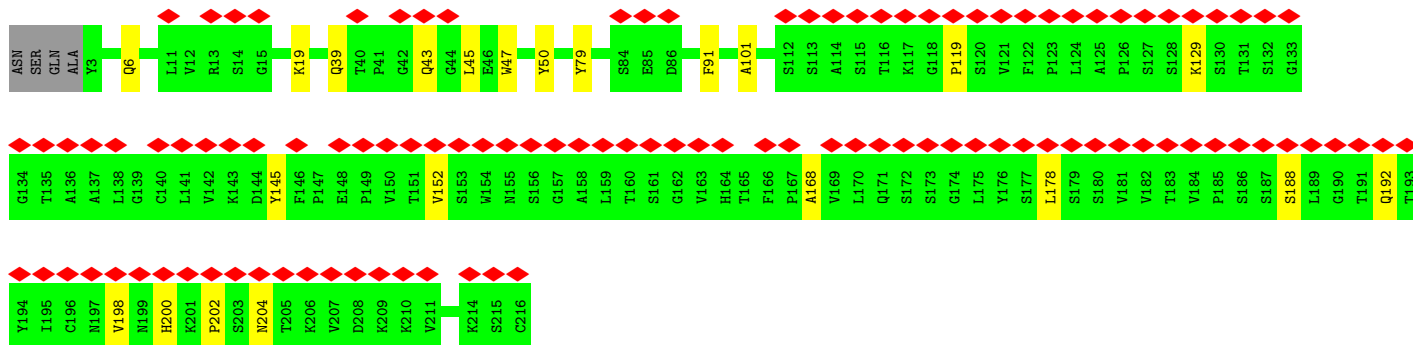 ASN SER GLN ALA Y3 Q6 L11 V12 R13 S14 G15 K19 Q39 T40 P41 G42 Q43 G44 L45 E46 W47 Y50 Y79 S84 E85 D86 F91 A101 S112 S113 A114 S115 T116 K117 G118 P119 S120 V121 F122 P123 L124 A125 P126 S127 S128 K129 S130 T131 S132 G133
G134 T135 A136 A137 L138 G139 C140 L141 V142 K143 D144 Y145 F146 P147 E148 P149 V150 T151 V152 S153 W154 N155 S156 G157 A158 L159 T160 S161 G162 V163 H164 T165 F166 P167 A168 V169 L170 Q171 S172 S173 G174 L175 Y176 S177 L178 S179 S180 V181 V182 T183 V184 P185 S186 S187 S188 L189 G190 T191 Q192 T193
Y194 I195 C196 N197 V198 N199 H200 K201 P202 S203 N204 T205 K206 V207 D208 K209 K210 V211 K214 S215 C216